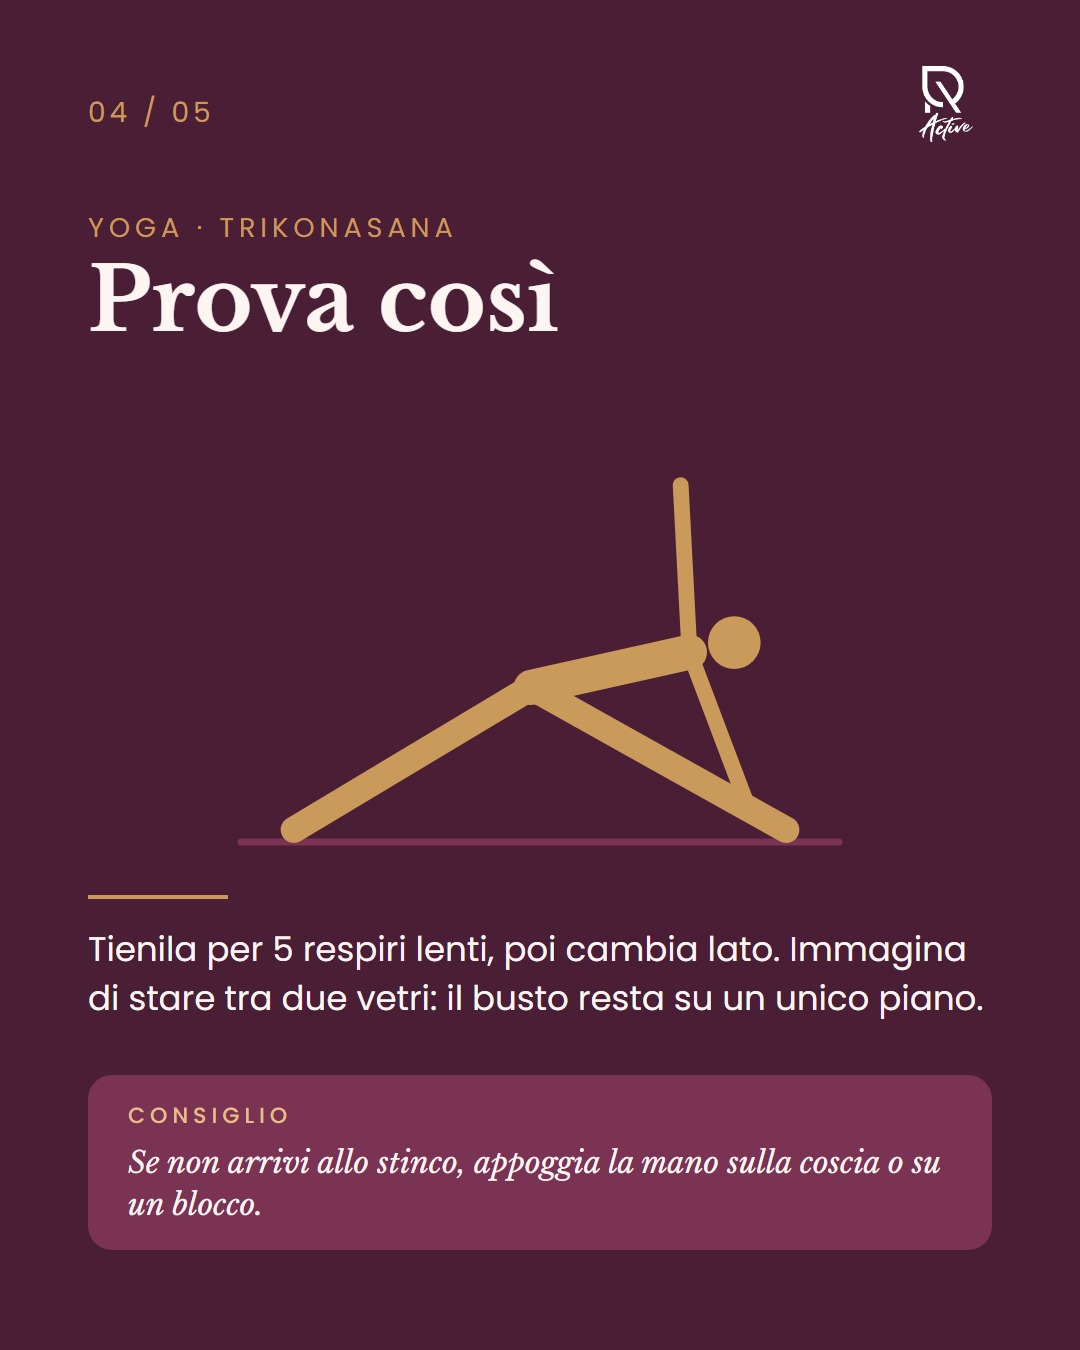 04 / 05
Active
YOGA · TRIKONASANA
Prova così
Tienila per 5 respiri lenti, poi cambia lato. Immagina
di stare tra due vetri: il busto resta su un unico piano.
CONSIGLIO
Se non arrivi allo stinco, appoggia la mano sulla coscia o su
un blocco.